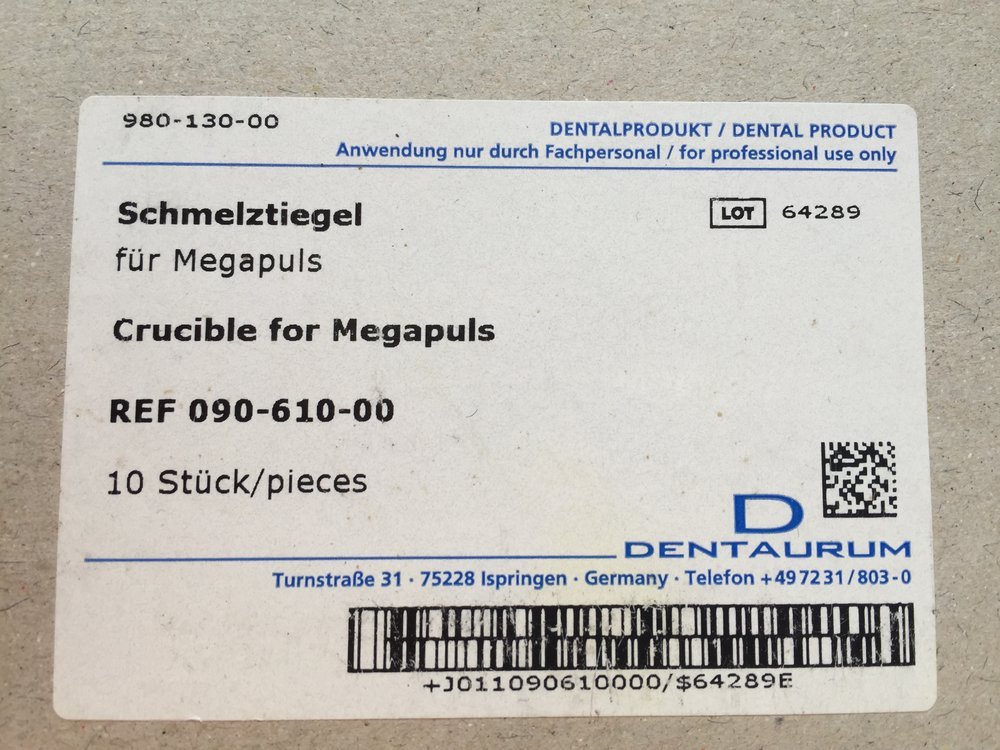 980-130-00
DENTALPRODUKT / DENTAL PRODUCT
Anwendung nur durch Fachpersonal / for professional use only
Schmelztiegel
LOT 64289
für Megapuls
Crucible for Megapuls
REF 090-610-00
10 Stück/pieces
D
DENTAURUM
Turnstraße 31 · 75228 Ispringen · Germany · Telefon +49 72 31 / 803-0
+J011090610000/$64289E